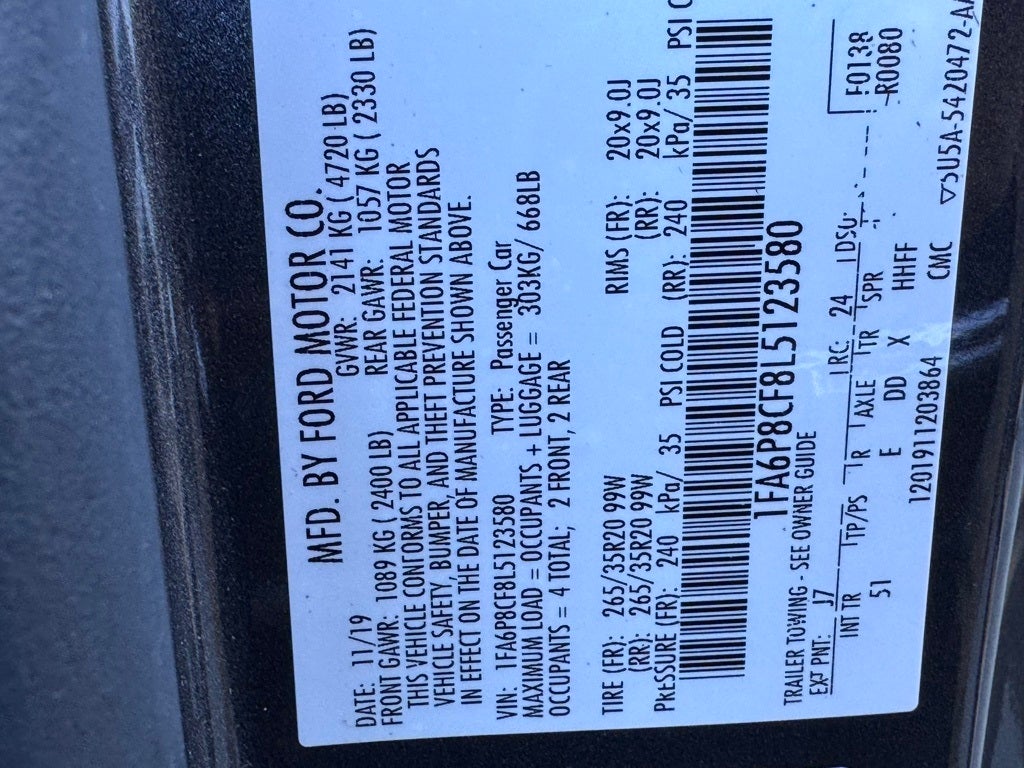 MFD. BY FORD MOTOR CO.
DATE: 11/19 GVWR: 2141 KG ( 4720 LB)
FRONT GAWR: 1089 KG ( 2400 LB) REAR GAWR: 1057 KG ( 2330 LB)
THIS VEHICLE CONFORMS TO ALL APPLICABLE FEDERAL MOTOR
VEHICLE SAFETY, BUMPER, AND THEFT PREVENTION STANDARDS
IN EFFECT ON THE DATE OF MANUFACTURE SHOWN ABOVE.
VIN: 1FA6P8CF8L5123580 TYPE: Passenger Car
MAXIMUM LOAD = OCCUPANTS + LUGGAGE = 303KG/ 668LB
OCCUPANTS = 4 TOTAL; 2 FRONT, 2 REAR
TIRE (FR): 265/35R20 99W RIMS (FR): 20x9.0J
(RR): 265/35R20 99W (RR): 20x9.0J
PRESSURE (FR): 240 kPa/ 35 PSI COLD (RR): 240 kPa/ 35 PSI
1FA6P8CF8L5123580
TRAILER TOWING - SEE OWNER GUIDE F0138
EXT PNT: J7 RC: 24 DSO: R0080
INT TR TP/PS R AXLE TR SPR
51 E DD X HHFF
1201911203864 CMC 5U5A-5420472-A